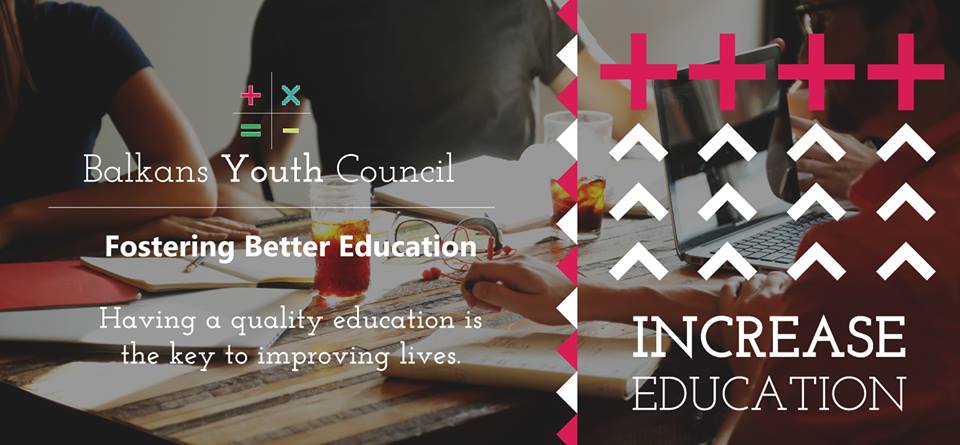 Balkans Youth Council
Fostering Better Education
Having a quality education is
the key to improving lives.
INCREASE
EDUCATION